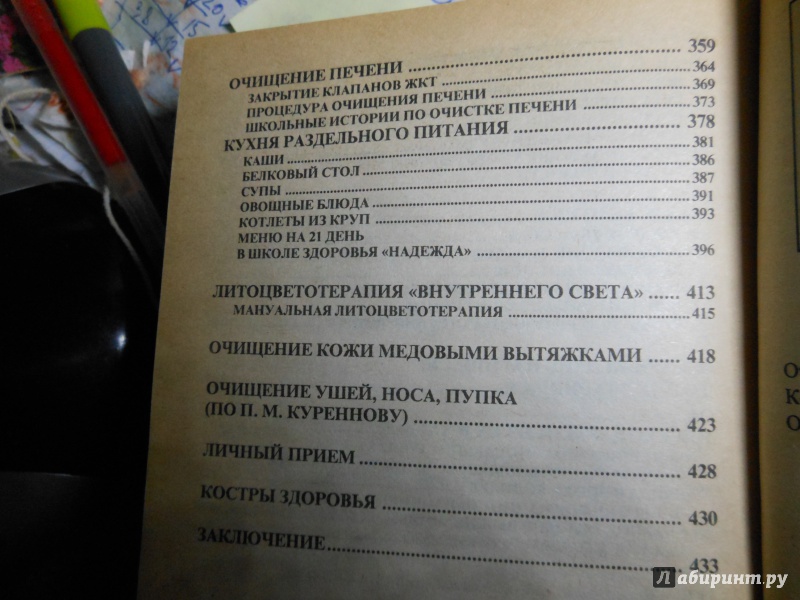 ОЧИЩЕНИЕ ПЕЧЕНИ ..... 359
ЗАКРЫТИЕ КЛАПАНОВ ЖКТ ..... 364
ПРОЦЕДУРА ОЧИЩЕНИЯ ПЕЧЕНИ ..... 369
ШКОЛЬНЫЕ ИСТОРИИ ПО ОЧИСТКЕ ПЕЧЕНИ ..... 373
КУХНЯ РАЗДЕЛЬНОГО ПИТАНИЯ ..... 378
КАШИ ..... 381
БЕЛКОВЫЙ СТОЛ ..... 386
СУПЫ ..... 387
ОВОЩНЫЕ БЛЮДА ..... 391
КОТЛЕТЫ ИЗ КРУП ..... 393
МЕНЮ НА 21 ДЕНЬ
В ШКОЛЕ ЗДОРОВЬЯ «НАДЕЖДА» ..... 396
ЛИТОЦВЕТОТЕРАПИЯ «ВНУТРЕННЕГО СВЕТА» ...... 413
МАНУАЛЬНАЯ ЛИТОЦВЕТОТЕРАПИЯ ..... 415
ОЧИЩЕНИЕ КОЖИ МЕДОВЫМИ ВЫТЯЖКАМИ ...... 418
ОЧИЩЕНИЕ УШЕЙ, НОСА, ПУПКА
(ПО П. М. КУРЕННОВУ) ..... 423
ЛИЧНЫЙ ПРИЕМ ..... 428
КОСТРЫ ЗДОРОВЬЯ ..... 430
ЗАКЛЮЧЕНИЕ ..... 433
Лабиринт.ру